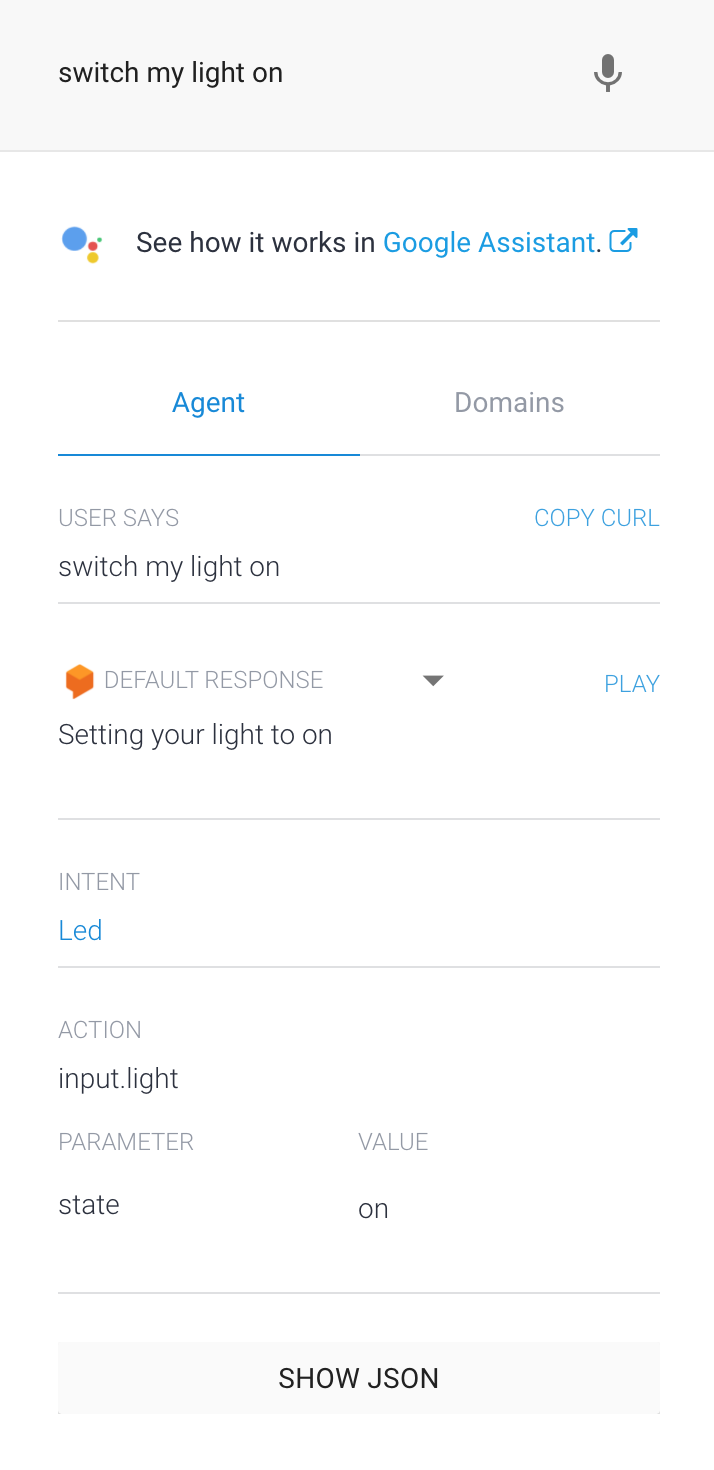 switch my light on
See how it works in Google Assistant.
Agent Domains
USER SAYS COPY CURL
switch my light on
DEFAULT RESPONSE PLAY
Setting your light to on
INTENT
Led
ACTION
input.light
PARAMETER VALUE
state on
SHOW JSON